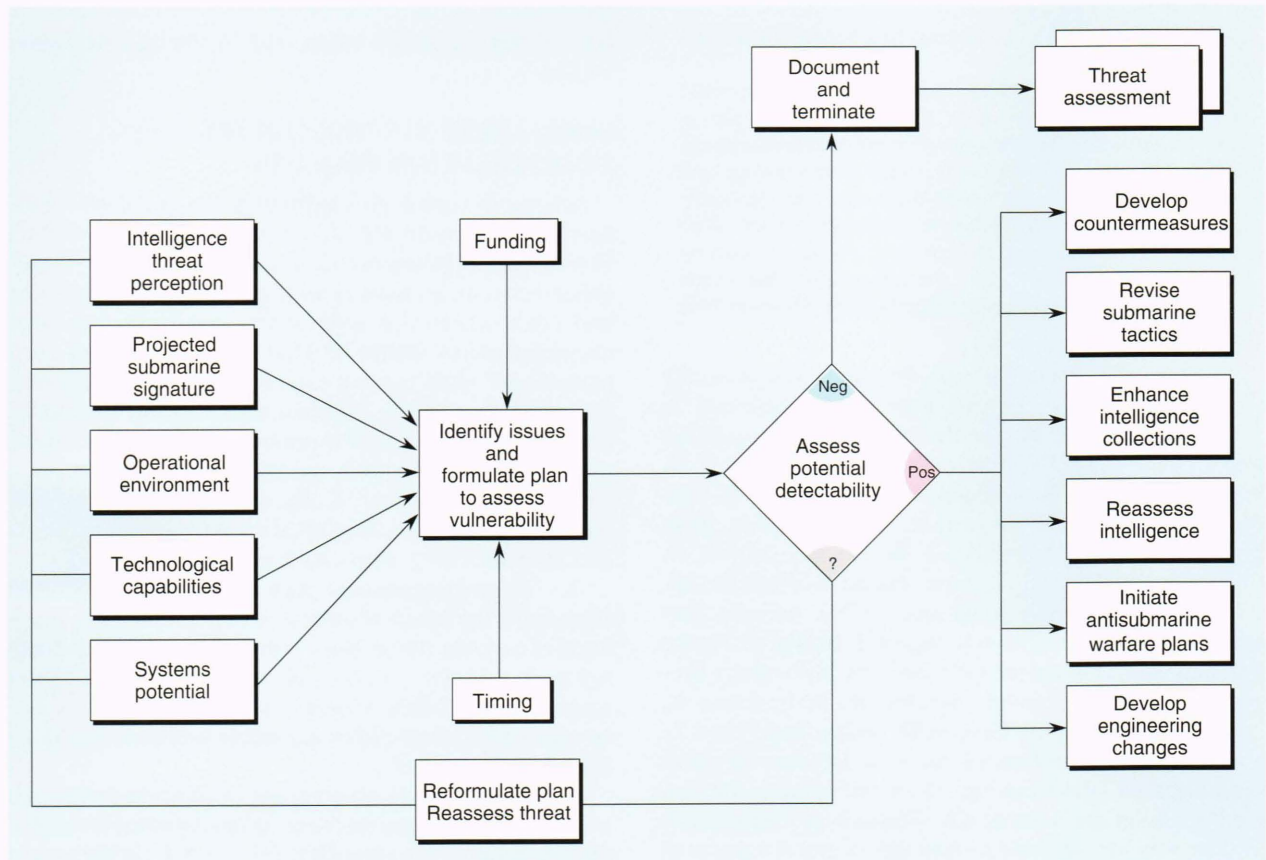 Document
and
terminate
Threat
assessment
Intelligence
threat
perception
Projected
submarine
signature
Operational
environment
Technological
capabilities
Systems
potential
Funding
Identify issues
and
formulate plan
to assess
vulnerability
Timing
Reformulate plan
Reassess threat
Neg
Assess
potential
detectability
Pos
?
Develop
countermeasures
Revise
submarine
tactics
Enhance
intelligence
collections
Reassess
intelligence
Initiate
antisubmarine
warfare plans
Develop
engineering
changes